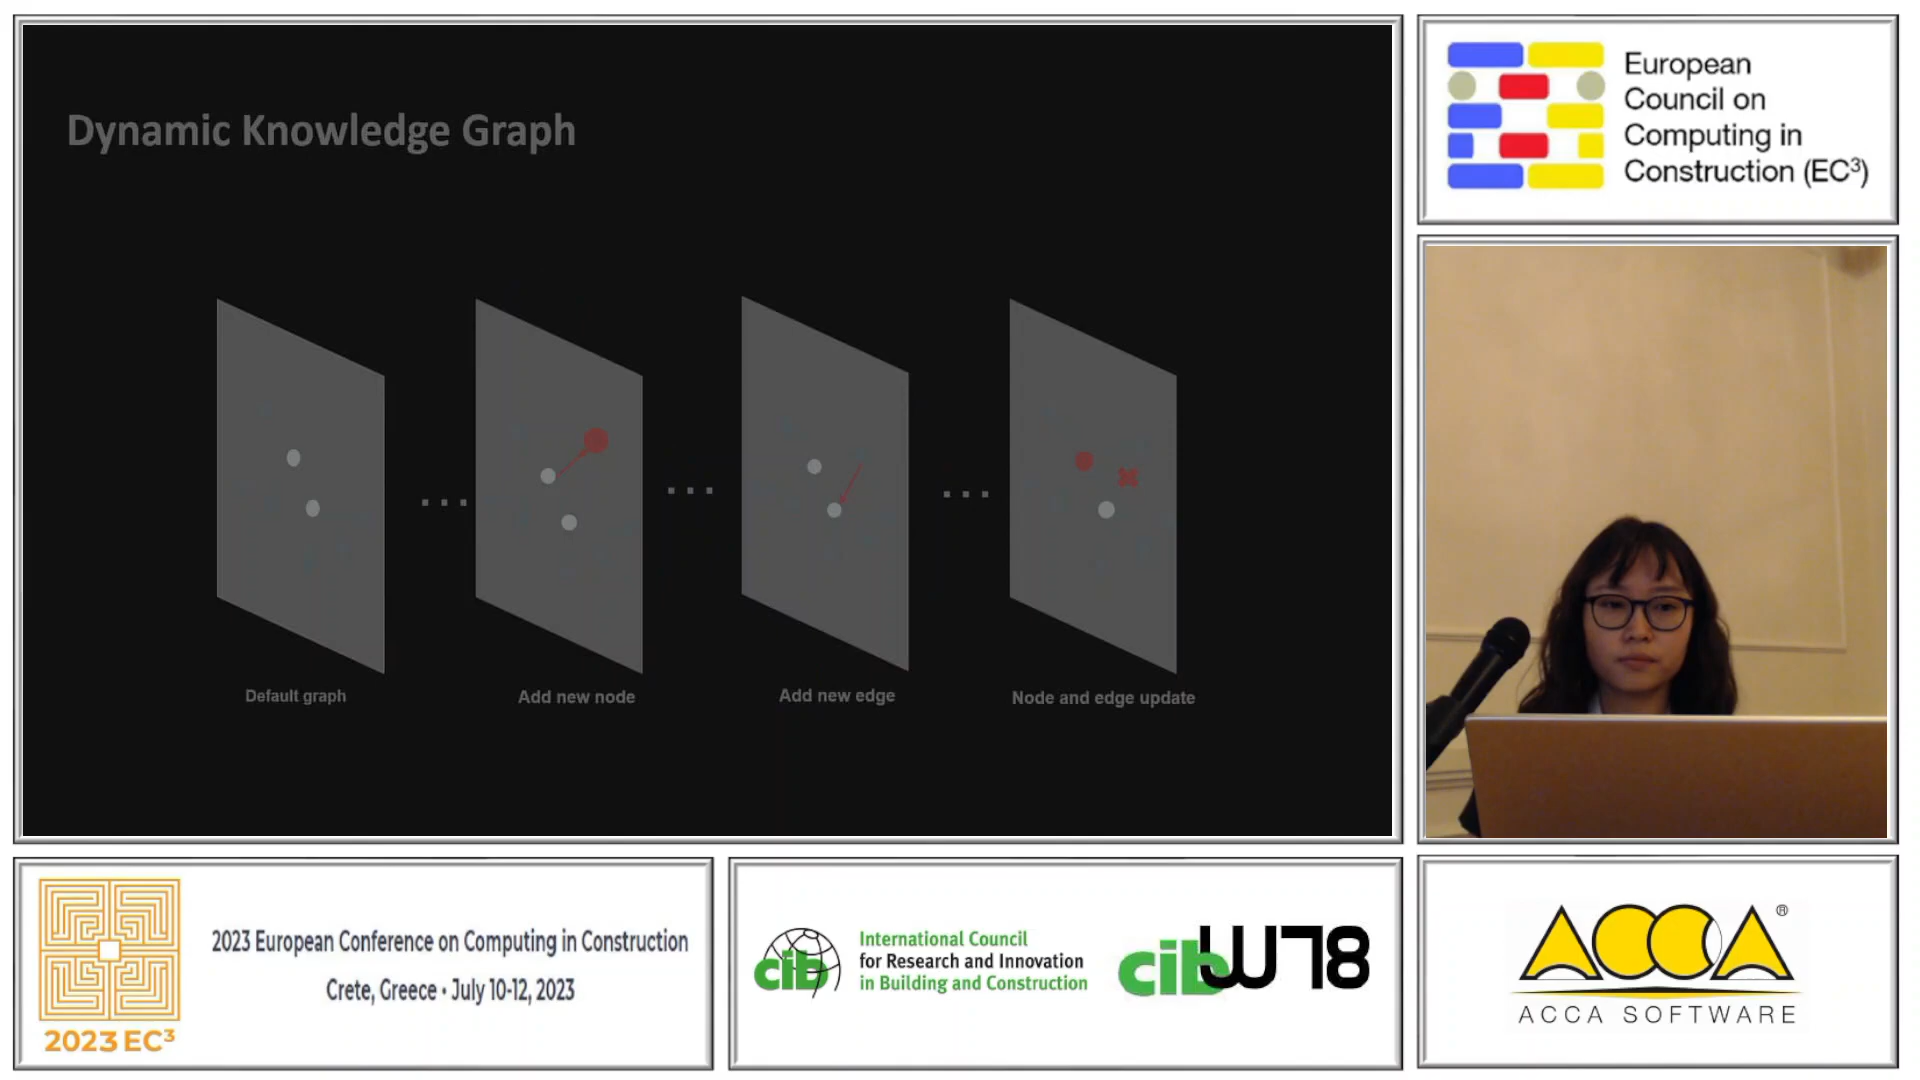 Dynamic Knowledge Graph
Default graph
Add new node
Add new edge
Node and edge update
European
Council on
Computing in
Construction (EC³)
2023 EC³
2023 European Conference on Computing in Construction
Crete, Greece • July 10-12, 2023
cib
International Council
for Research and Innovation
in Building and Construction
cib W78
ACCA ®
ACCA SOFTWARE